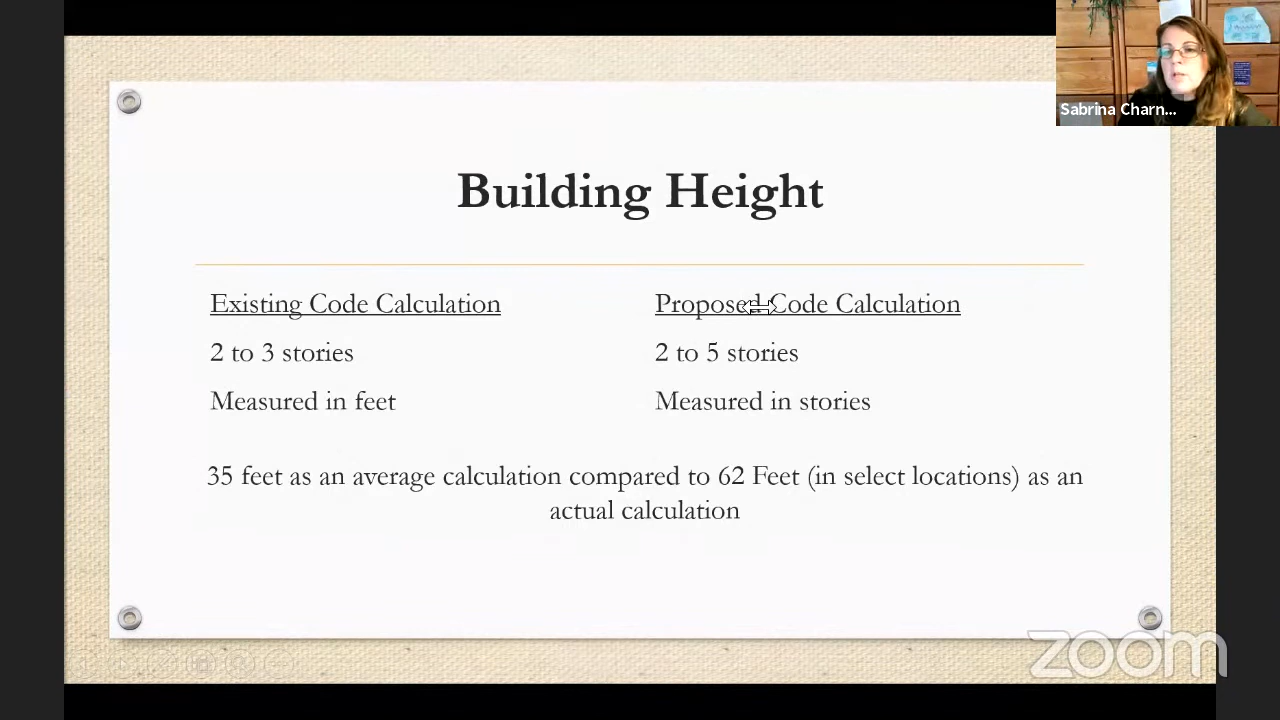 Sabrina Charn...
Building Height
Existing Code Calculation
Proposed Code Calculation
2 to 3 stories
2 to 5 stories
Measured in feet
Measured in stories
35 feet as an average calculation compared to 62 Feet (in select locations) as an
actual calculation
zoom